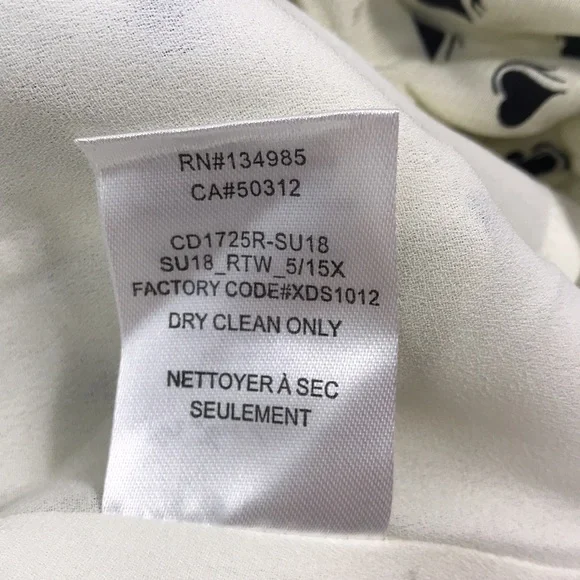 RN#134985
CA#50312
CD1725R-SU18
SU18_RTW_5/15X
FACTORY CODE#XDS1012
DRY CLEAN ONLY
NETTOYER À SEC
SEULEMENT